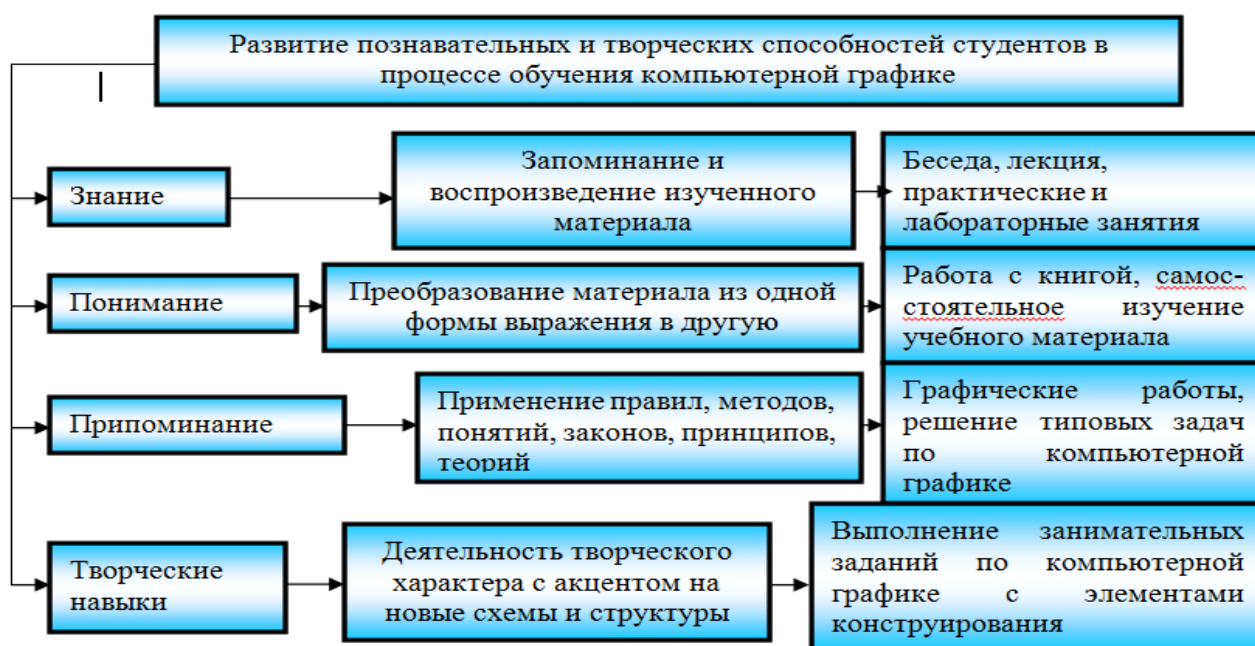 Развитие познавательных и творческих способностей студентов в
процессе обучения компьютерной графике
Знание
Запоминание и
воспроизведение изученного
материала
Беседа, лекция,
практические и
лабораторные занятия
Понимание
Преобразование материала из одной
формы выражения в другую
Работа с книгой, самос-
стоятельное изучение
учебного материала
Припоминание
Применение правил, методов,
понятий, законов, принципов,
теорий
Графические работы,
решение типовых задач
по компьютерной
графике
Творческие
навыки
Деятельность творческого
характера с акцентом на
новые схемы и структуры
Выполнение занимательных
заданий по компьютерной
графике с элементами
конструирования